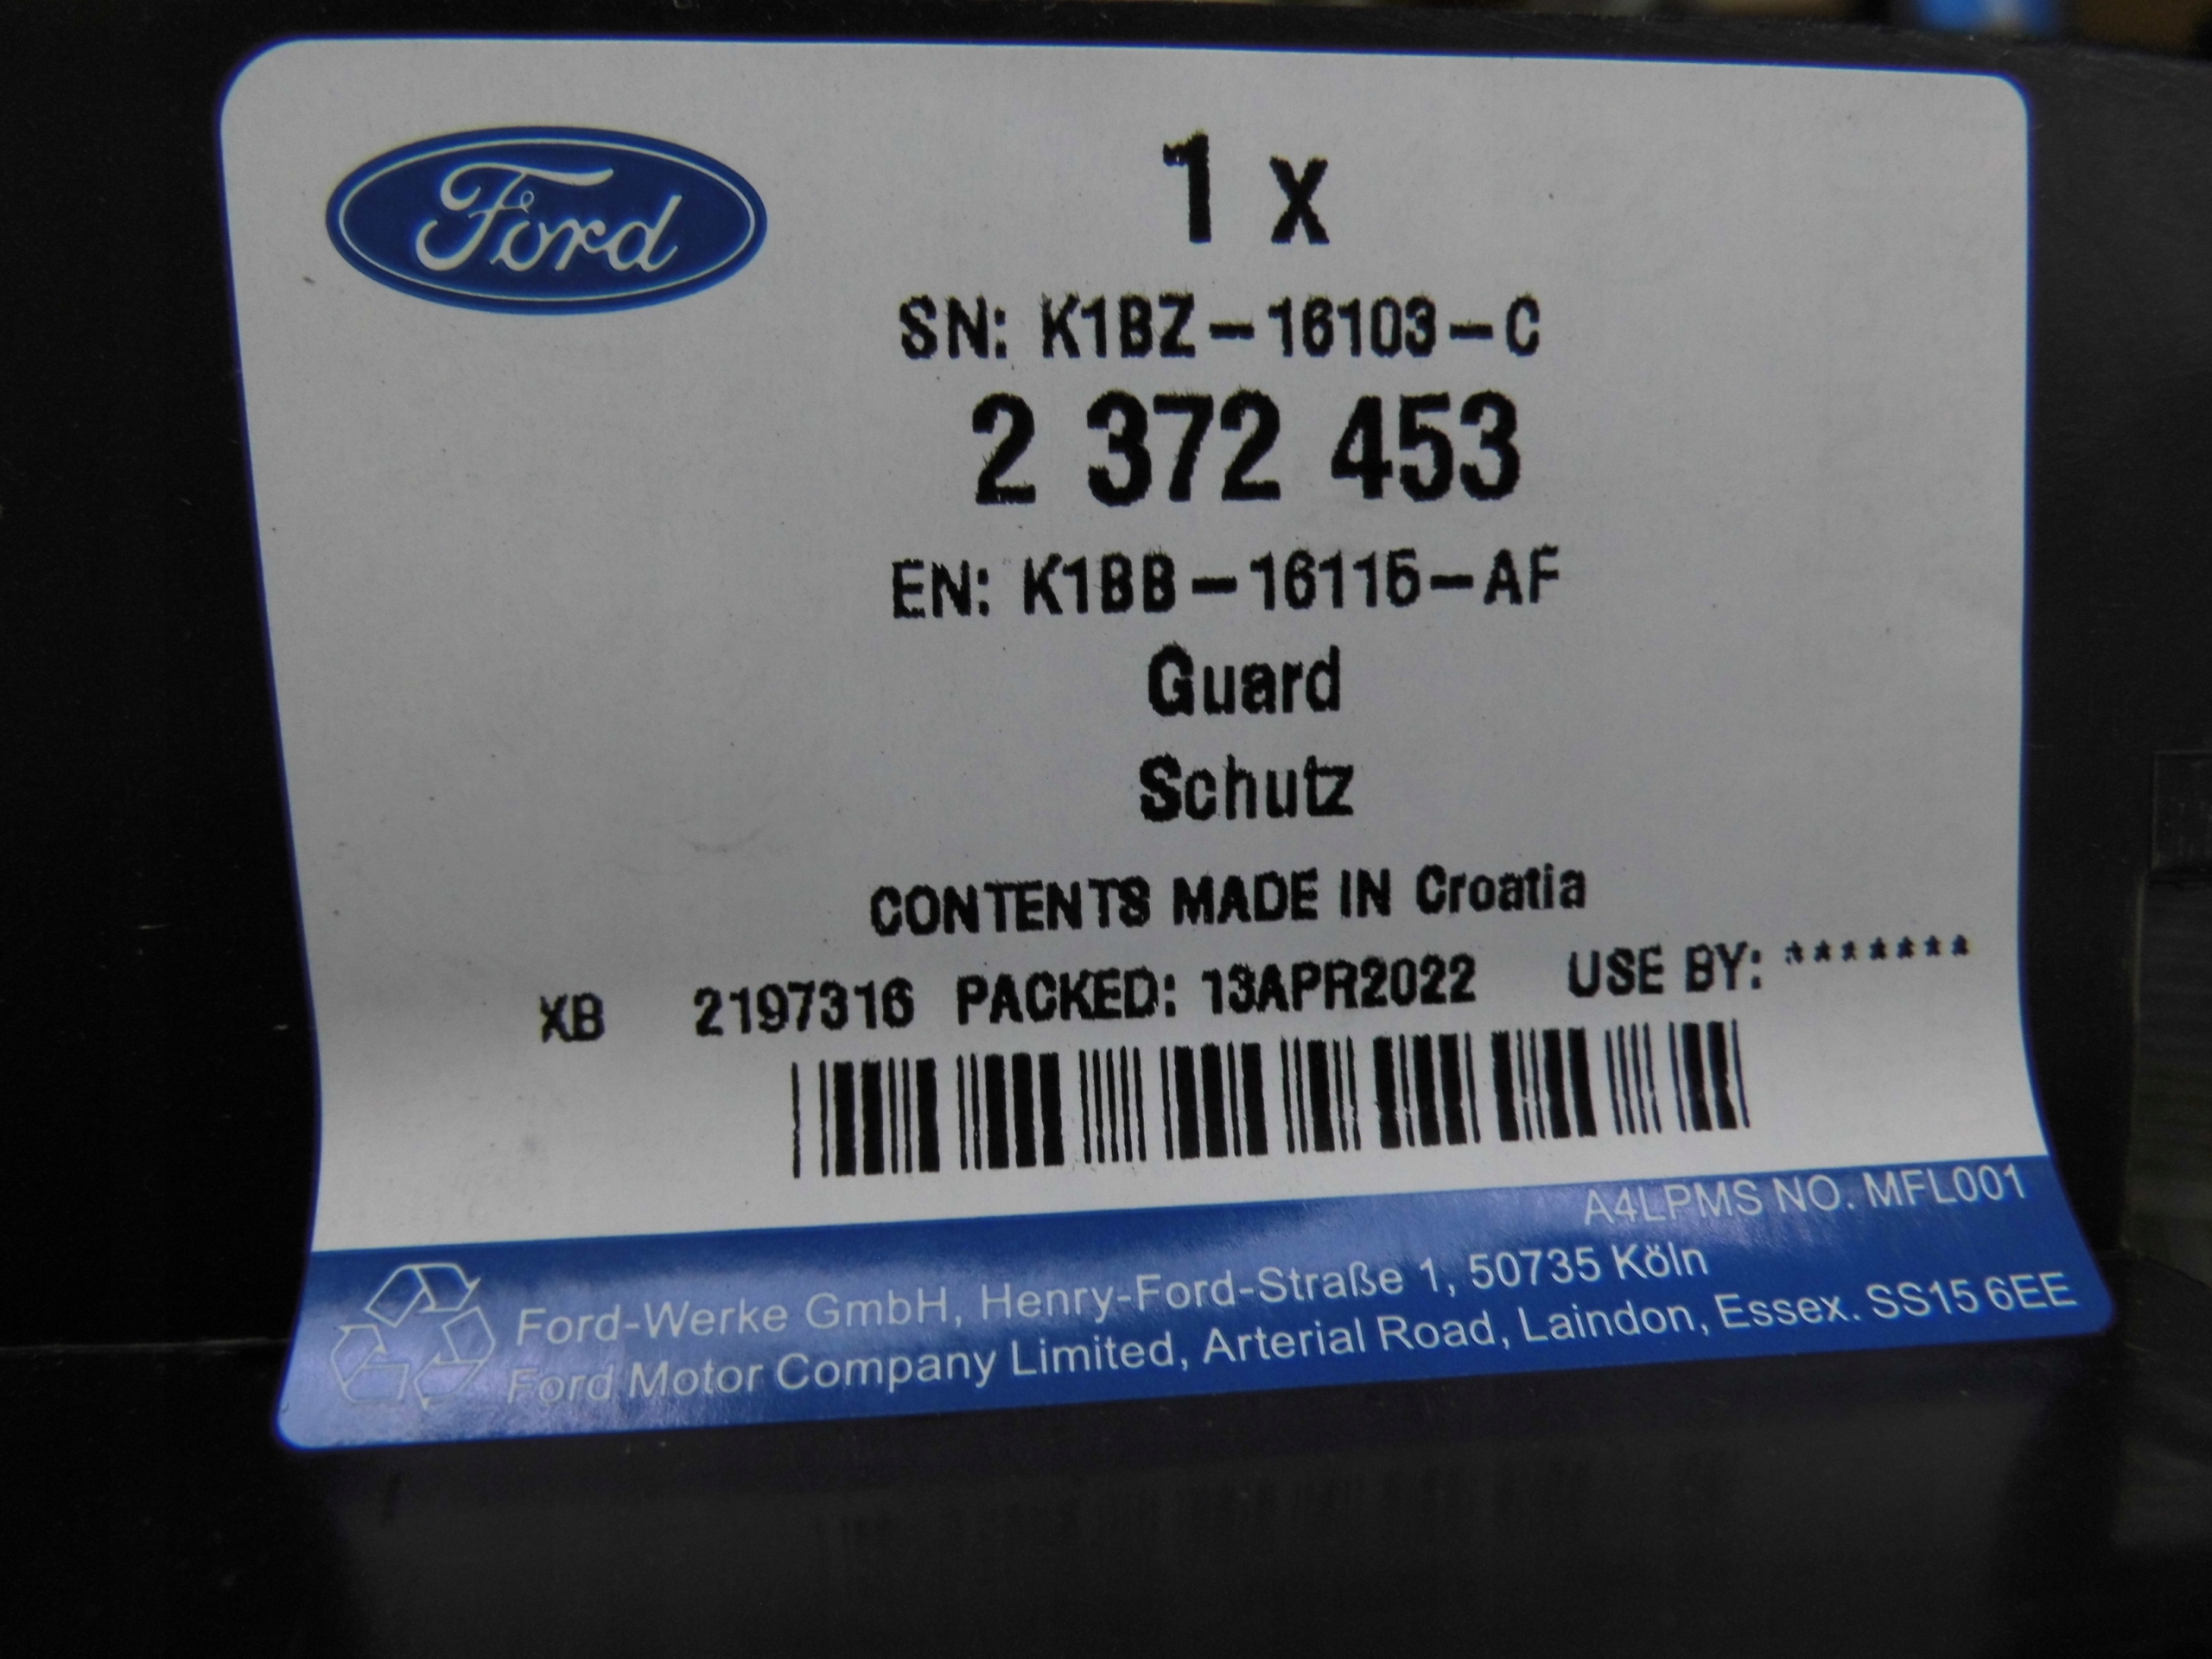 Ford
1 x
SN: K1BZ-16103-C
2 372 453
EN: K1BB-16115-AF
Guard
Schutz
CONTENTS MADE IN Croatia
XB 2197316 PACKED: 13APR2022 USE BY: *******
A4LPMS NO. MFL001
Ford-Werke GmbH, Henry-Ford-Straße 1, 50735 Köln
Ford Motor Company Limited, Arterial Road, Laindon, Essex. SS15 6EE